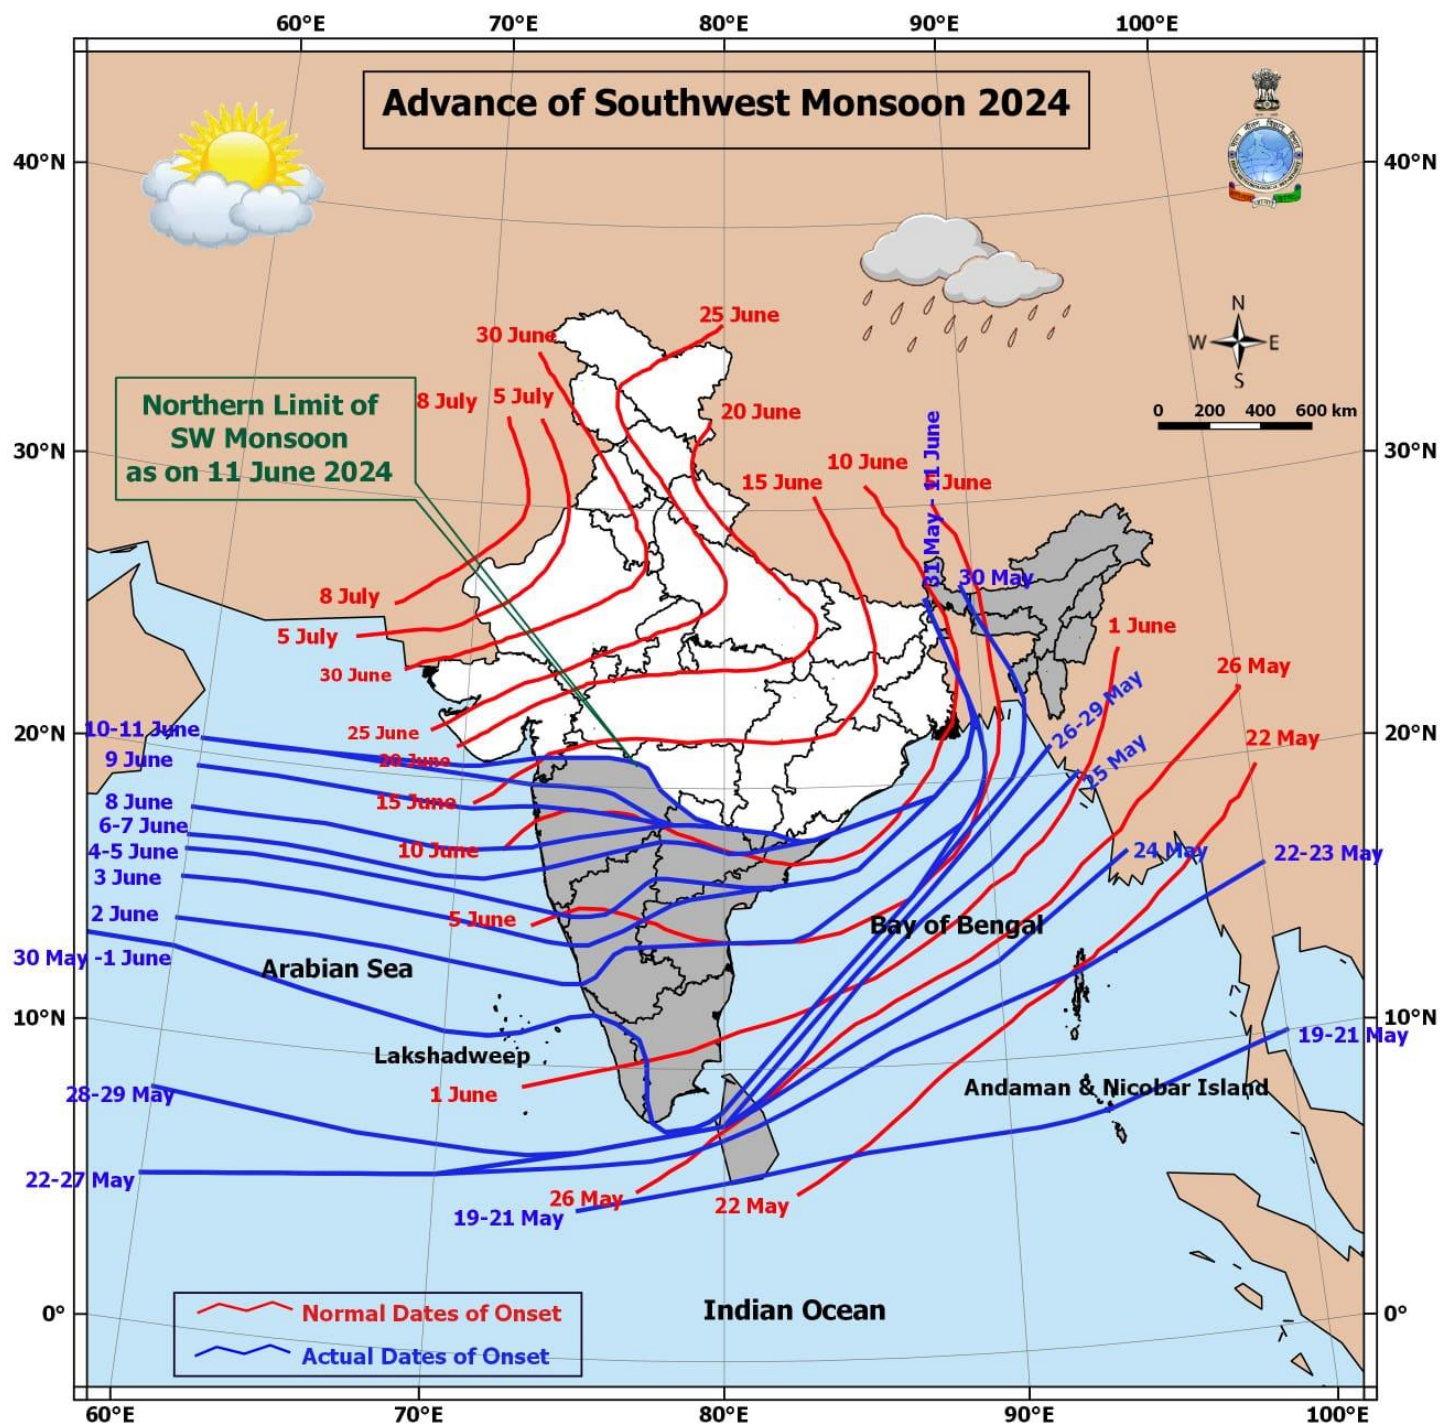 60°E 70°E 80°E 90°E 100°E
Advance of Southwest Monsoon 2024
40°N 40°N
N
W E
S
25 June
30 June
8 July 5 July
20 June
0 200 400 600 km
Northern Limit of
SW Monsoon
as on 11 June 2024
30°N 30°N
31 May - 11 June
10 June
15 June
5 June
30 May
8 July
5 July
1 June
30 June
26 May
26-29 May
10-11 June
25 June
20°N 20°N
22 May
9 June
20 June
25 May
8 June
15 June
6-7 June
4-5 June
10 June
24 May
22-23 May
3 June
2 June
5 June
Bay of Bengal
30 May -1 June
Arabian Sea
10°N 10°N
19-21 May
Lakshadweep
Andaman & Nicobar Island
28-29 May
1 June
22-27 May
26 May
22 May
19-21 May
0° 0°
Indian Ocean
Normal Dates of Onset
Actual Dates of Onset
60°E 70°E 80°E 90°E 100°E